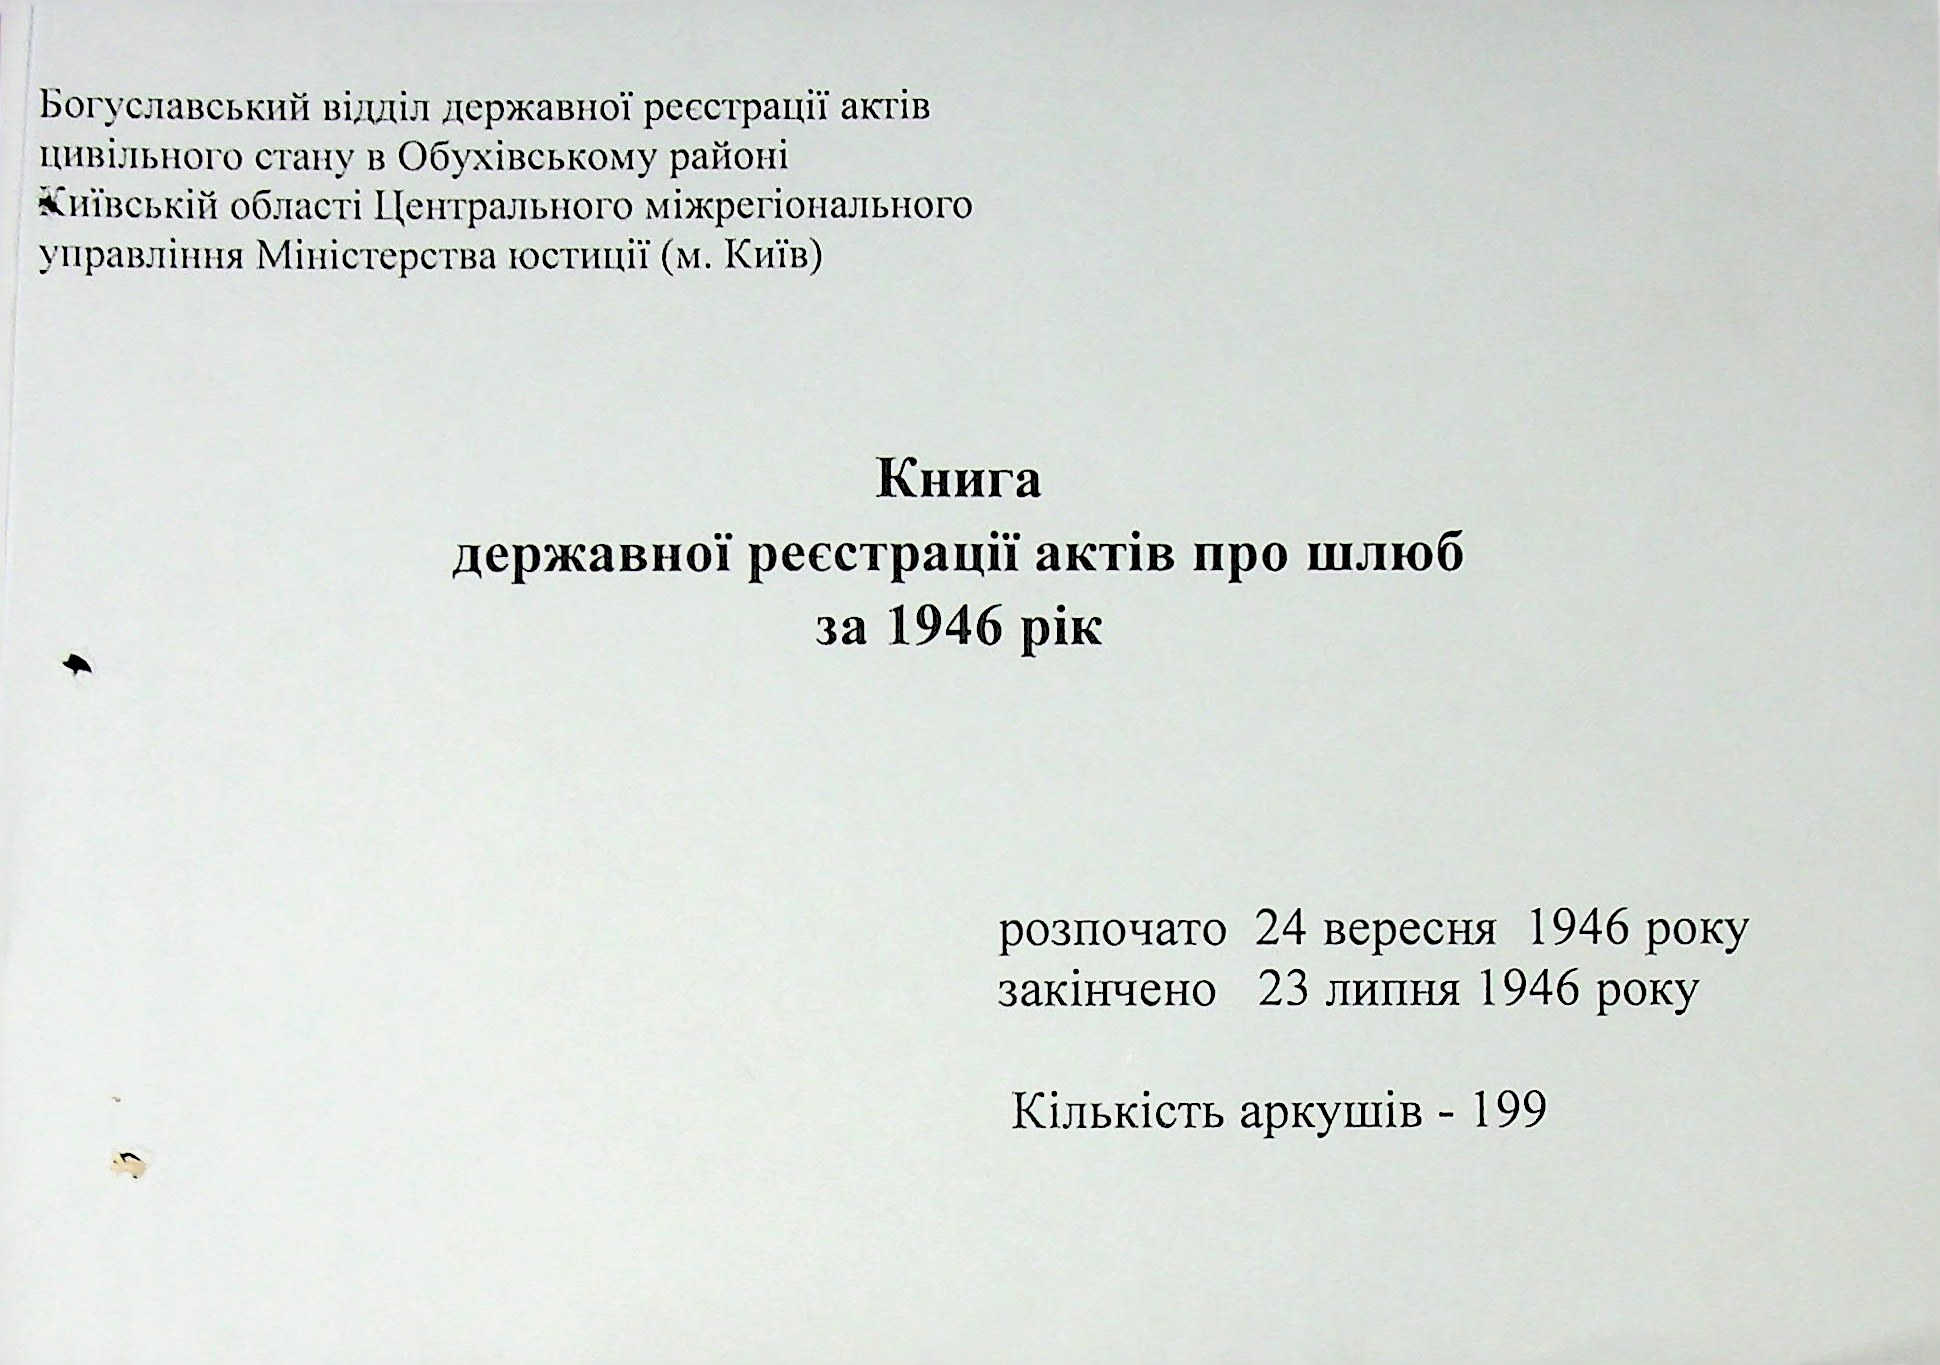 Богуславський відділ державної реєстрації актів
цивільного стану в Обухівському районі
Київській області Центрального міжрегіонального
управління Міністерства юстиції (м. Київ)
Книга
державної реєстрації актів про шлюб
за 1946 рік
розпочато 24 вересня 1946 року
закінчено 23 липня 1946 року
Кількість аркушів - 199